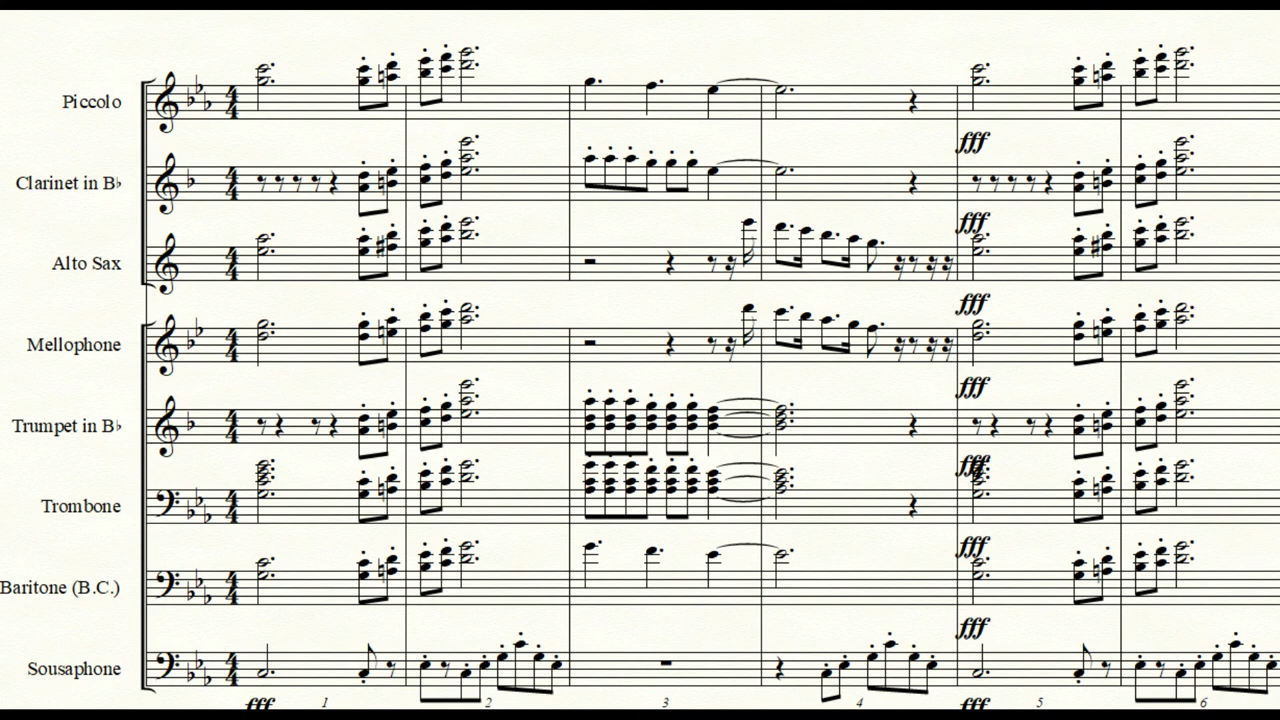 Piccolo
fff
Clarinet in B♭
fff
Alto Sax
fff
Mellophone
fff
Trumpet in B♭
fff
Trombone
fff
Baritone (B.C.)
fff
Sousaphone
fff 1 2 3 4 fff 5 6